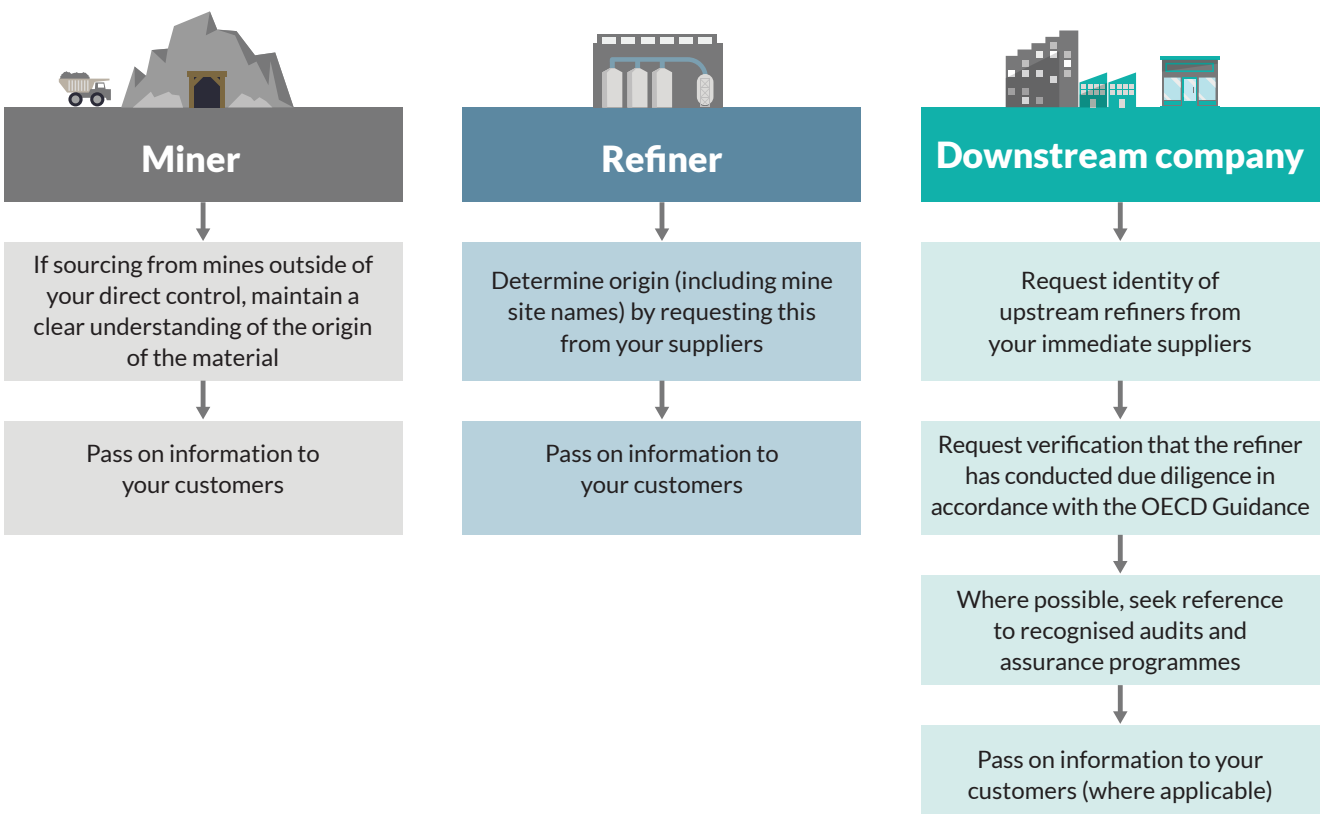 Miner
If sourcing from mines outside of
your direct control, maintain a
clear understanding of the origin
of the material
Pass on information to
your customers
Refiner
Determine origin (including mine
site names) by requesting this
from your suppliers
Pass on information to
your customers
Downstream company
Request identity of
upstream refiners from
your immediate suppliers
Request verification that the refiner
has conducted due diligence in
accordance with the OECD Guidance
Where possible, seek reference
to recognised audits and
assurance programmes
Pass on information to your
customers (where applicable)